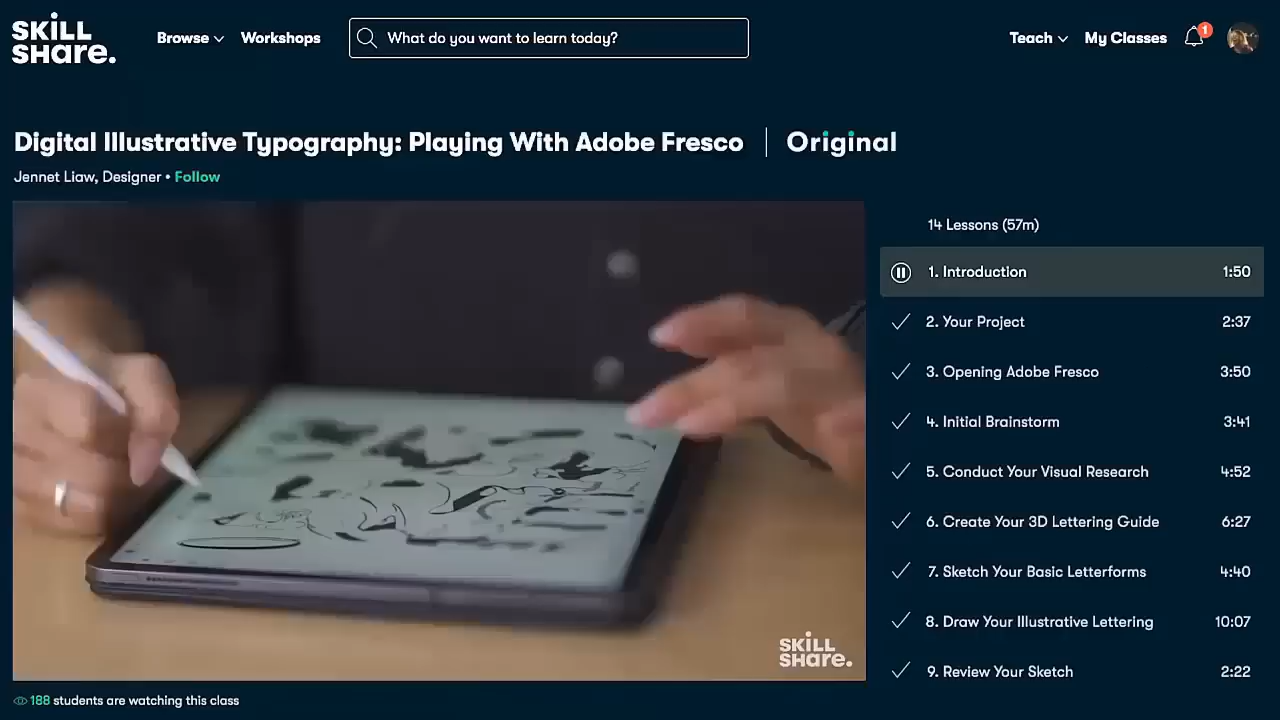 SKILL
SHARE.
Browse
Workshops
What do you want to learn today?
Teach
My Classes
1
Digital Illustrative Typography: Playing With Adobe Fresco | Original
Jennet Liaw, Designer • Follow
14 Lessons (57m)
1. Introduction 1:50
2. Your Project 2:37
3. Opening Adobe Fresco 3:50
4. Initial Brainstorm 3:41
5. Conduct Your Visual Research 4:52
6. Create Your 3D Lettering Guide 6:27
7. Sketch Your Basic Letterforms 4:40
8. Draw Your Illustrative Lettering 10:07
9. Review Your Sketch 2:22
SKILL
SHARE.
188 students are watching this class